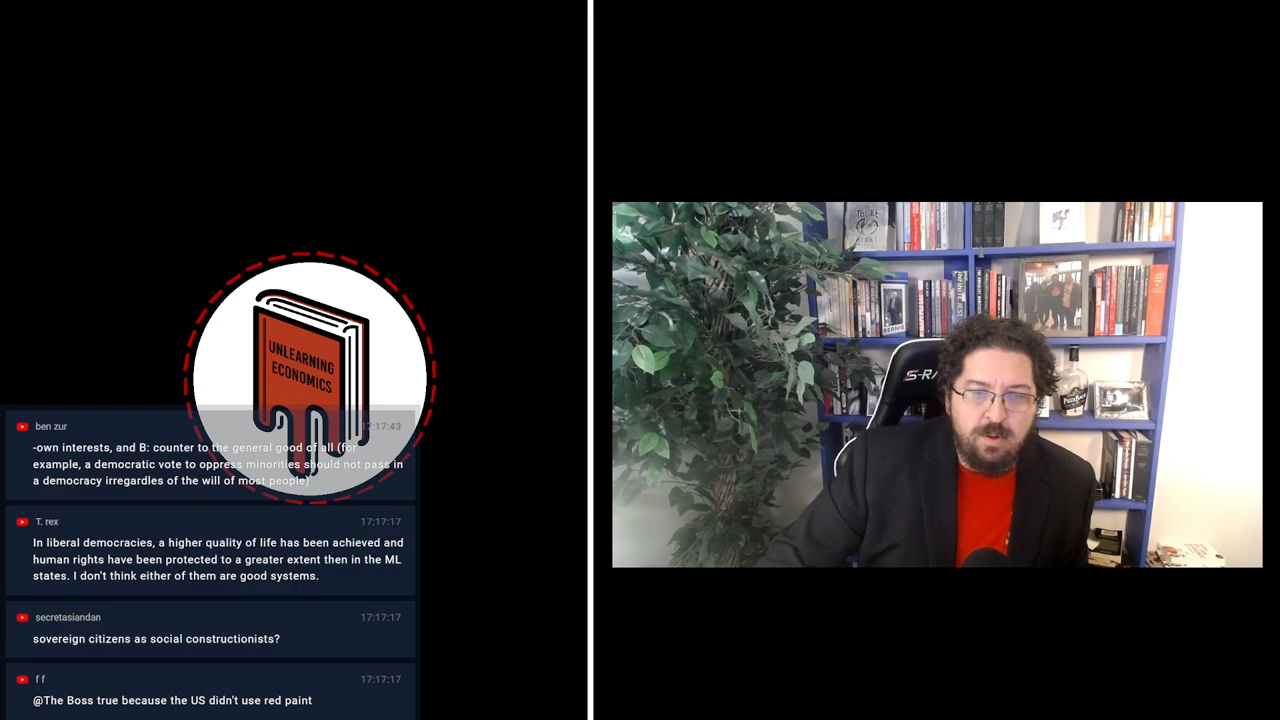 UNLEARNING
ECONOMICS
ben zur
17:17:43
-own interests, and B: counter to the general good of all (for
example, a democratic vote to oppress minorities should not pass in
a democracy irregardles of the will of most people)
T. rex
17:17:17
In liberal democracies, a higher quality of life has been achieved and
human rights have been protected to a greater extent then in the ML
states. I don't think either of them are good systems.
secretasiandan
17:17:17
sovereign citizens as social constructionists?
f f
17:17:17
@The Boss true because the US didn't use red paint
INFINITE JEST
BERNIE
S-RA